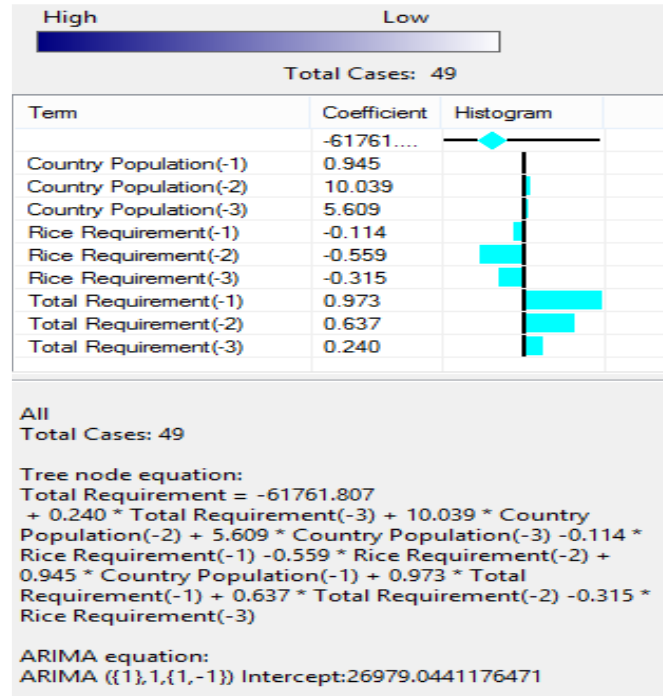 High Low
Total Cases: 49
Term Coefficient Histogram
-61761....
Country Population(-1) 0.945
Country Population(-2) 10.039
Country Population(-3) 5.609
Rice Requirement(-1) -0.114
Rice Requirement(-2) -0.559
Rice Requirement(-3) -0.315
Total Requirement(-1) 0.973
Total Requirement(-2) 0.637
Total Requirement(-3) 0.240
All
Total Cases: 49
Tree node equation:
Total Requirement = -61761.807
+ 0.240 * Total Requirement(-3) + 10.039 * Country
Population(-2) + 5.609 * Country Population(-3) -0.114 *
Rice Requirement(-1) -0.559 * Rice Requirement(-2) +
0.945 * Country Population(-1) + 0.973 * Total
Requirement(-1) + 0.637 * Total Requirement(-2) -0.315 *
Rice Requirement(-3)
ARIMA equation:
ARIMA ({1},1,{1,-1}) Intercept:26979.0441176471